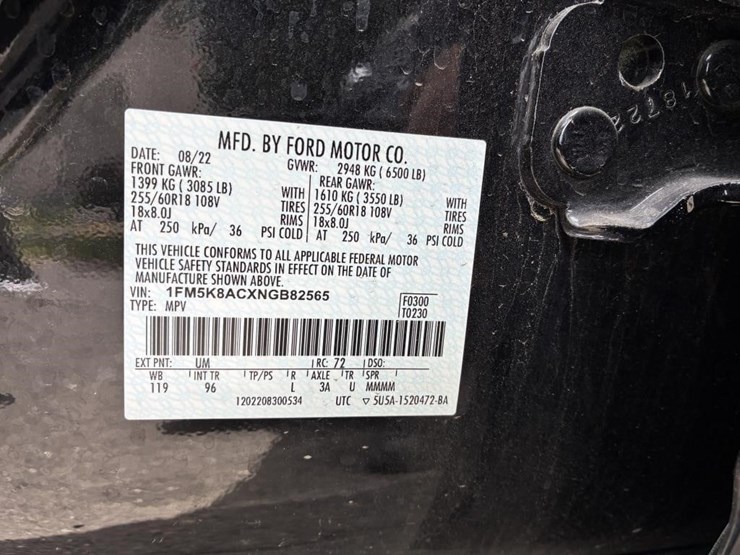 MFD. BY FORD MOTOR CO.
DATE: 08/22 GVWR: 2948 KG ( 6500 LB)
FRONT GAWR: REAR GAWR:
1399 KG ( 3085 LB) WITH 1610 KG ( 3550 LB) WITH
255/60R18 108V TIRES 255/60R18 108V TIRES
18x8.0J RIMS 18x8.0J RIMS
AT 250 kPa/ 36 PSI COLD AT 250 kPa/ 36 PSI COLD
THIS VEHICLE CONFORMS TO ALL APPLICABLE FEDERAL MOTOR
VEHICLE SAFETY STANDARDS IN EFFECT ON THE DATE OF
MANUFACTURE SHOWN ABOVE.
VIN: 1FM5K8ACXNGB82565 F0300
TYPE: MPV T0230
EXT PNT: UM RC: 72 DSO:
WB INT TR TP/PS R AXLE TR SPR
119 96 L 3A U MMMM
1202208300534 UTC ▽ 5U5A-1520472-BA